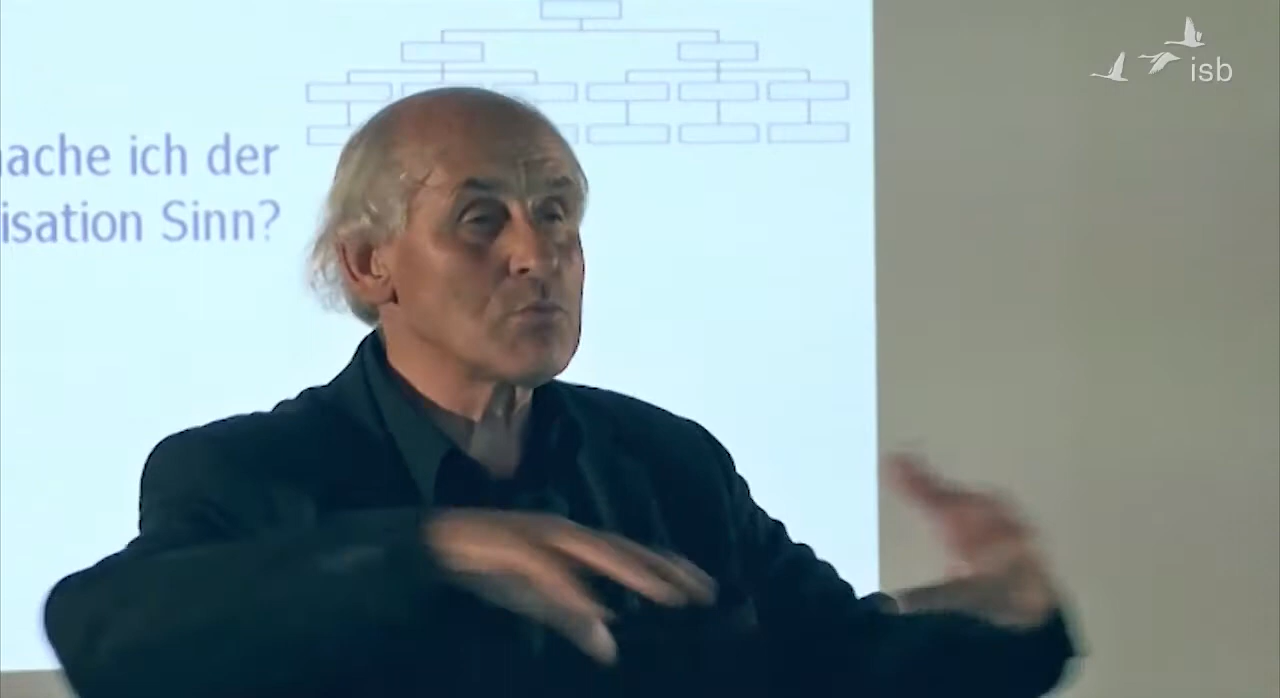 ache ich der
isation Sinn?
isb